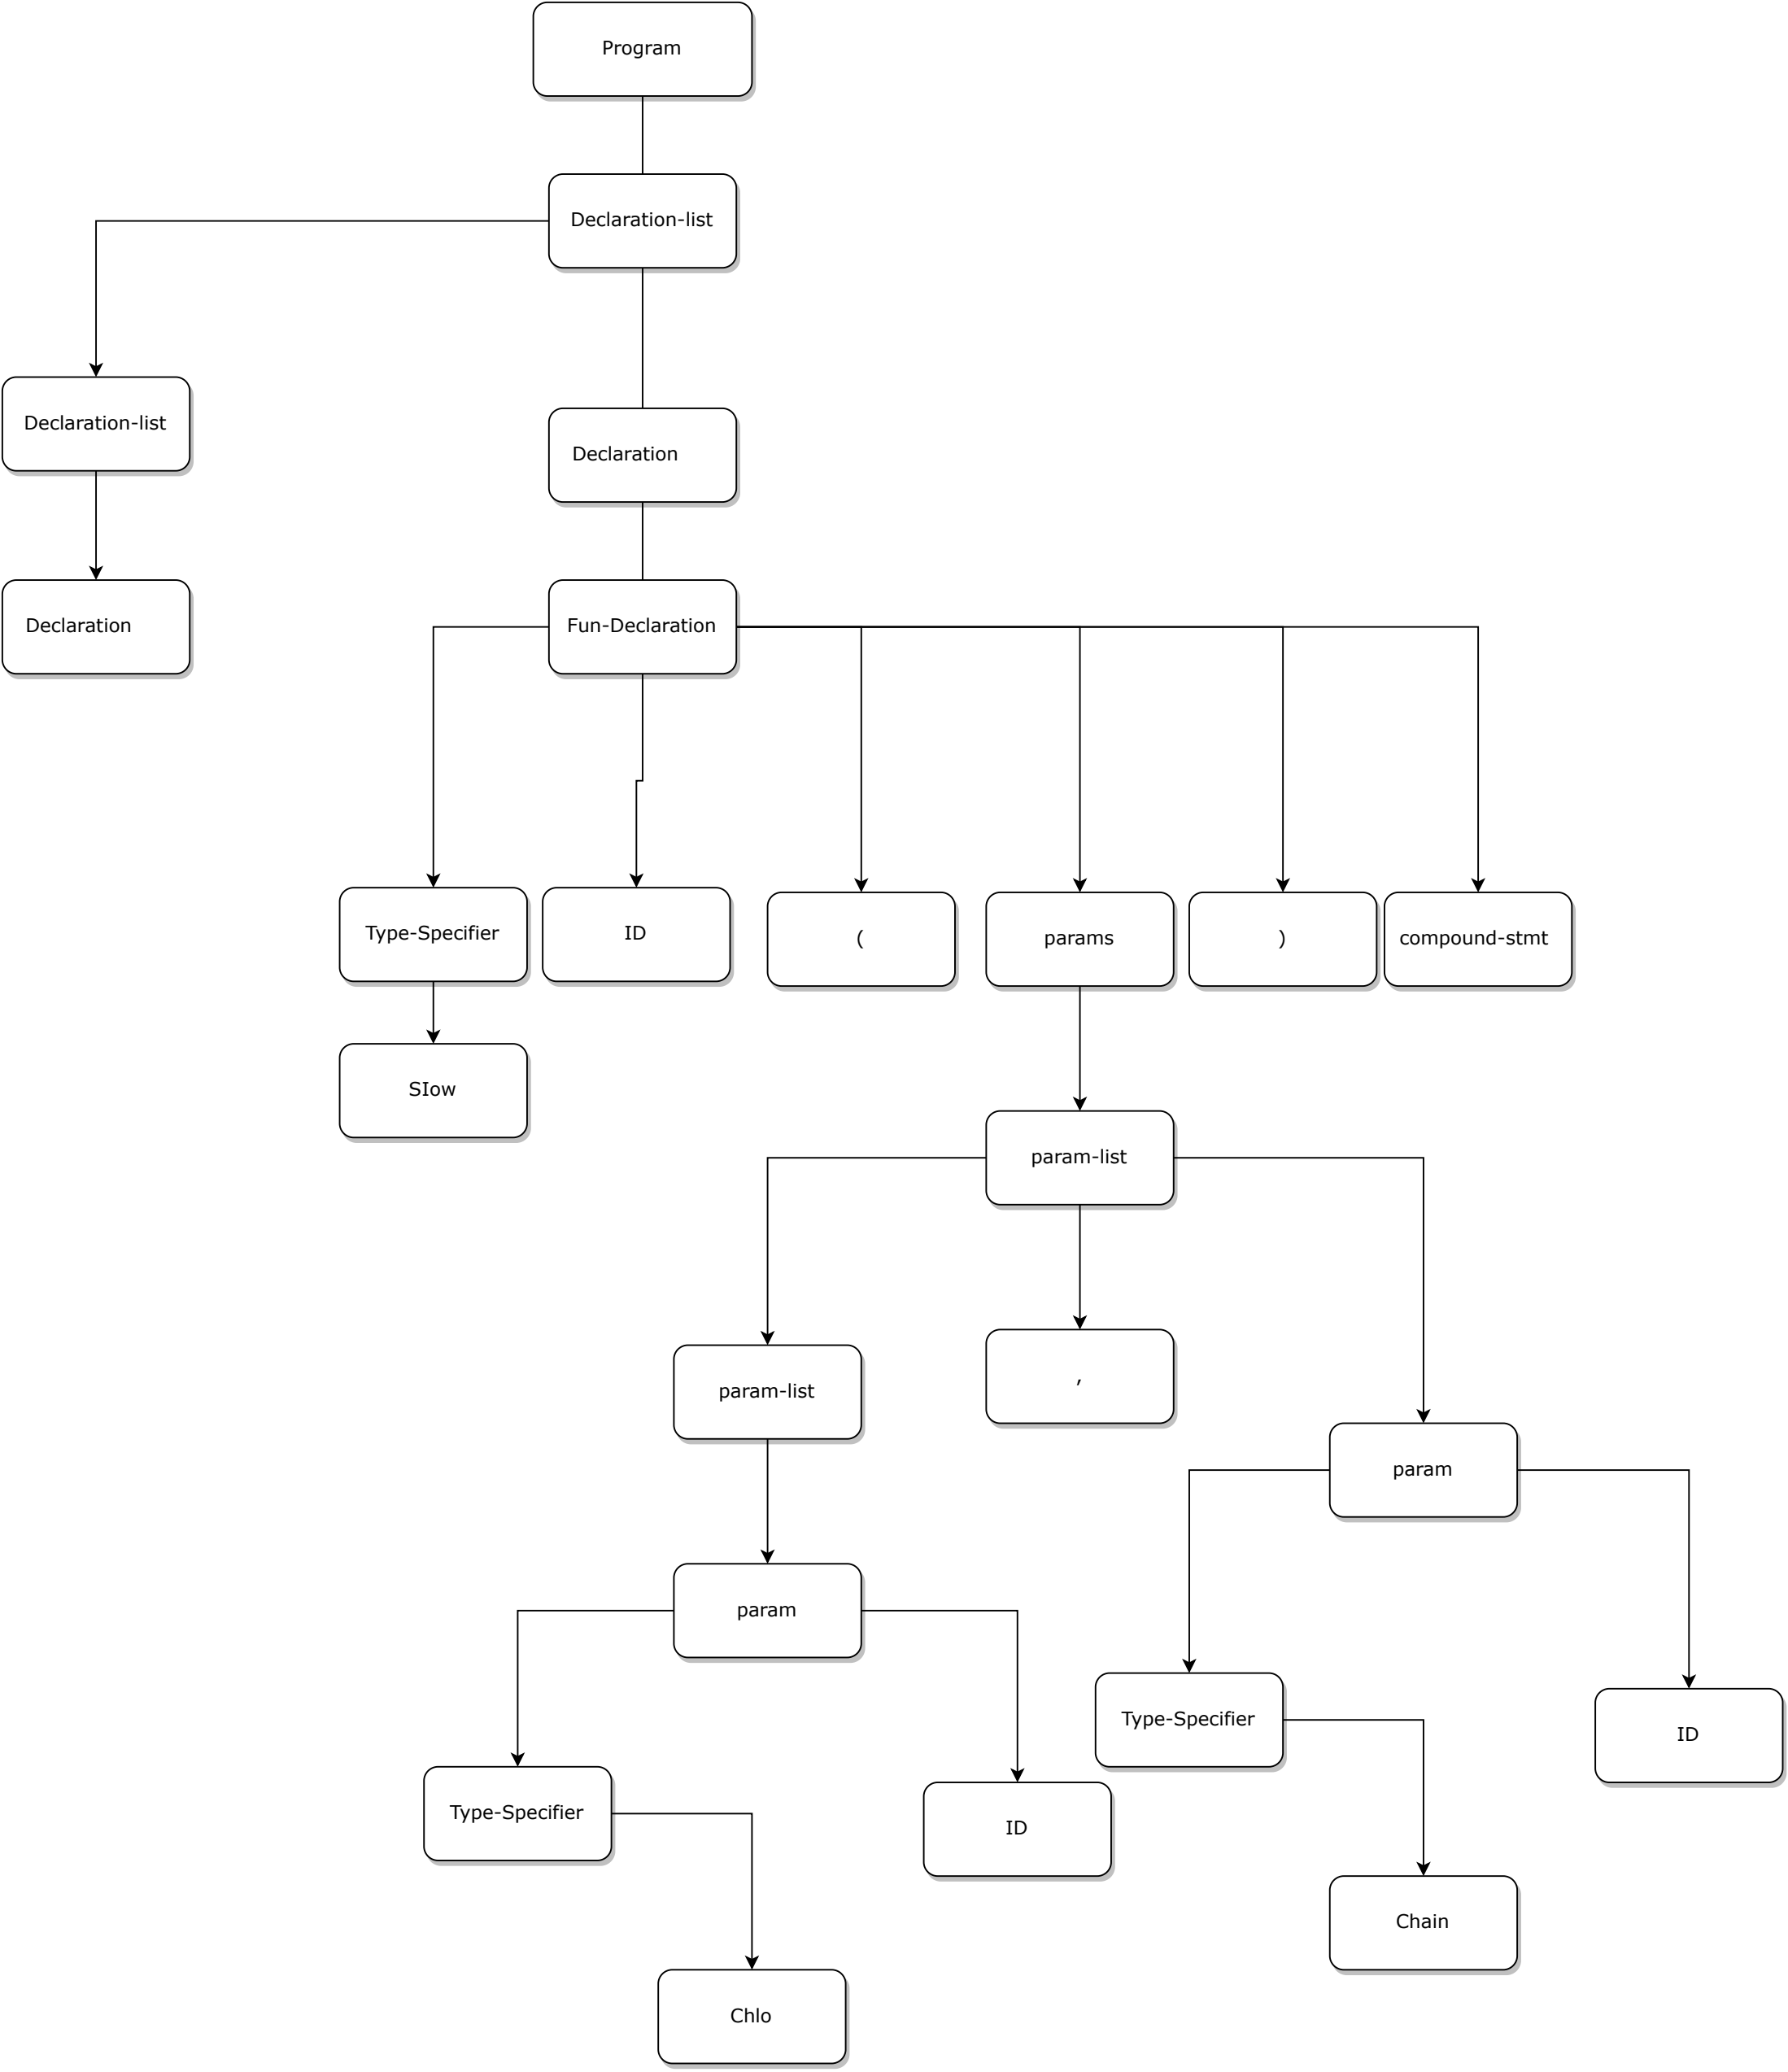 Program
Declaration-list
Declaration-list
Declaration
Declaration
Fun-Declaration
Type-Specifier
ID
(
params
)
compound-stmt
SIow
param-list
param-list
,
param
param
Type-Specifier
ID
Type-Specifier
ID
Chain
Chlo